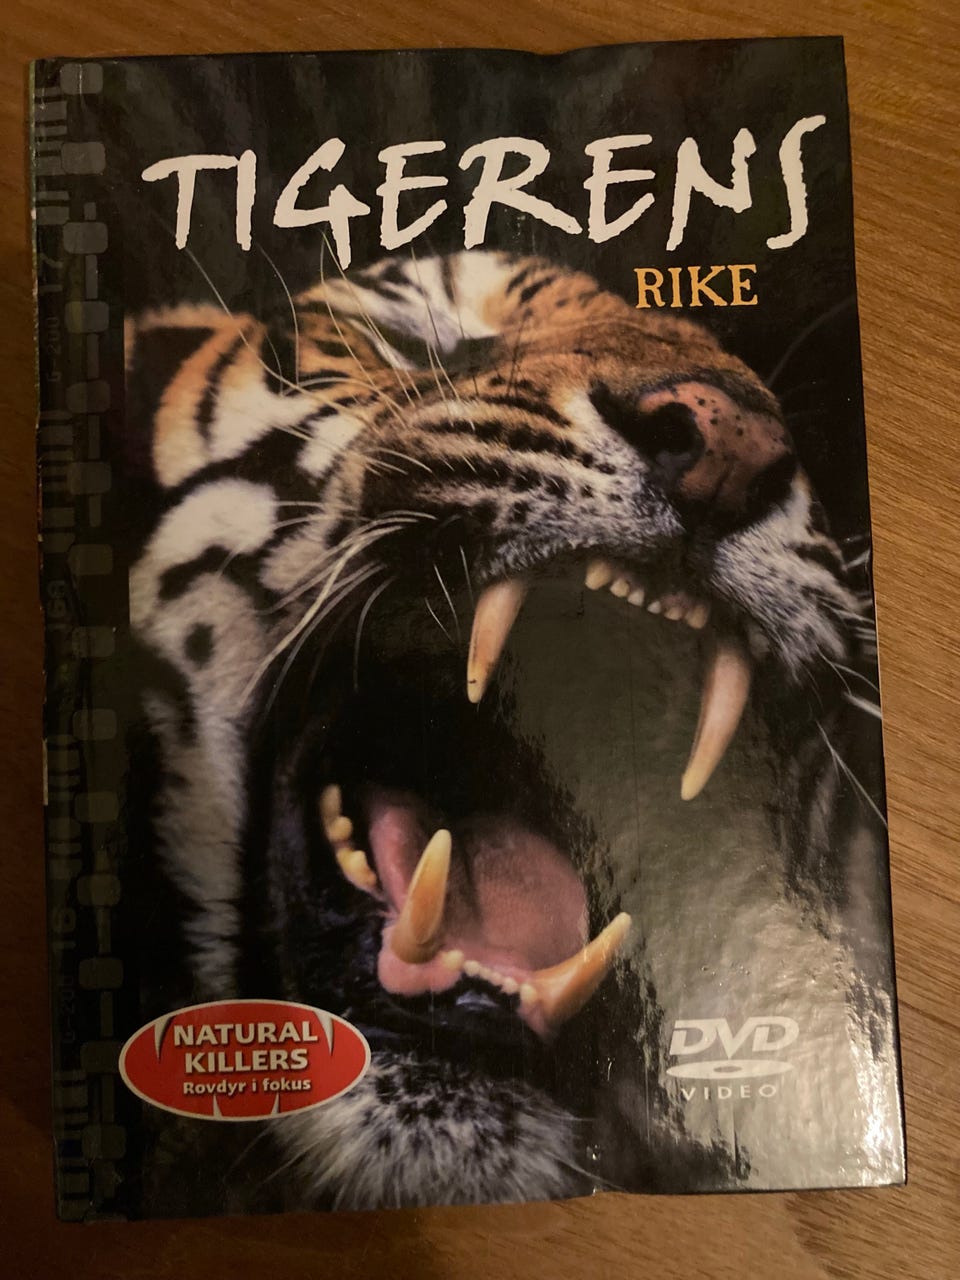 TIGERENS
RIKE
NATURAL
KILLERS
Rovdyr i fokus
DVD
VIDEO